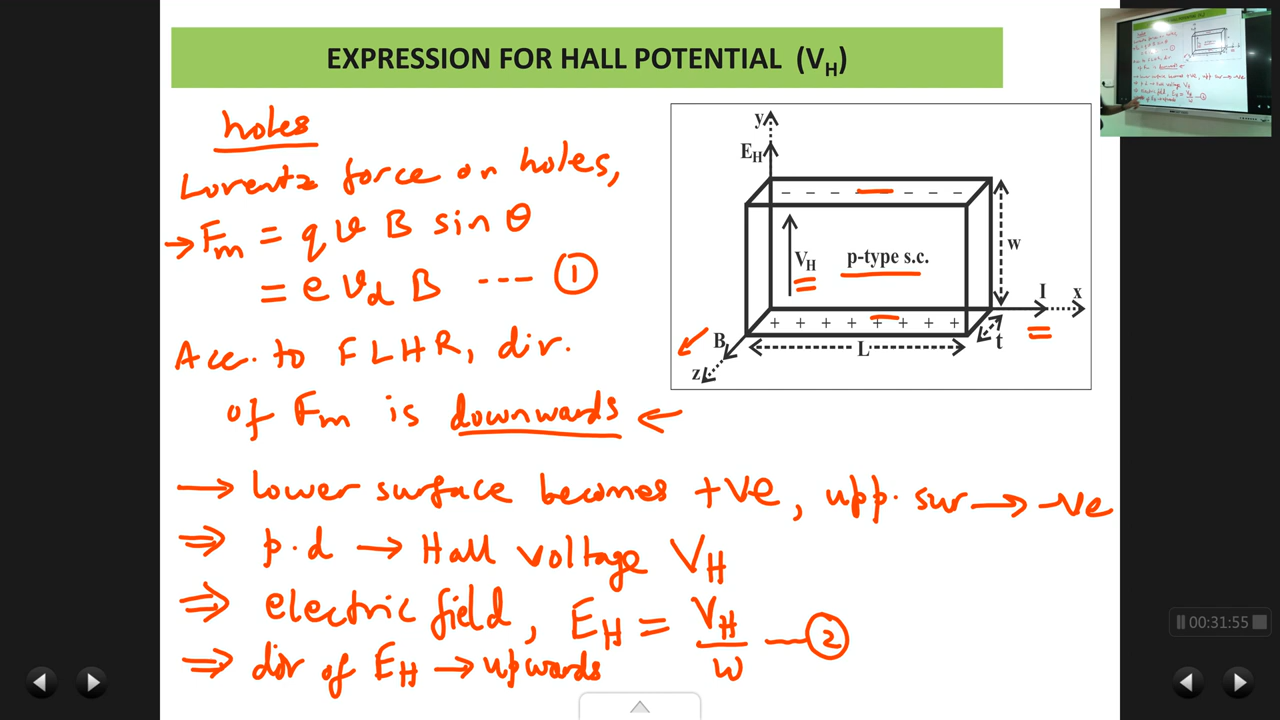 EXPRESSION FOR HALL POTENTIAL (VH)
holes
Lorentz force on holes,
→ Fm = q v B sin θ
= e vd B ---- ①
Acc. to FLHR, dir.
of Fm is downwards ←
→ lower surface becomes +ve, upp. sur → -ve
⇒ p.d → Hall voltage VH
⇒ electric field, EH = VH/w — ②
⇒ dir of EH → upwards
y
EH
- - - - - - - -
w
VH
p-type s.c.
I
x
+ + + + + + + +
B
L
t
z
00:31:55